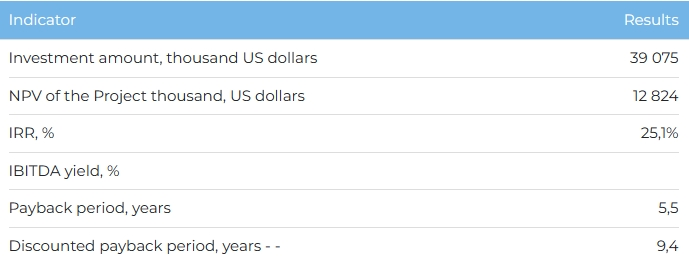 Indicator Results
Investment amount, thousand US dollars 39 075
NPV of the Project thousand, US dollars 12 824
IRR, % 25,1%
IBITDA yield, %
Payback period, years 5,5
Discounted payback period, years - - 9,4